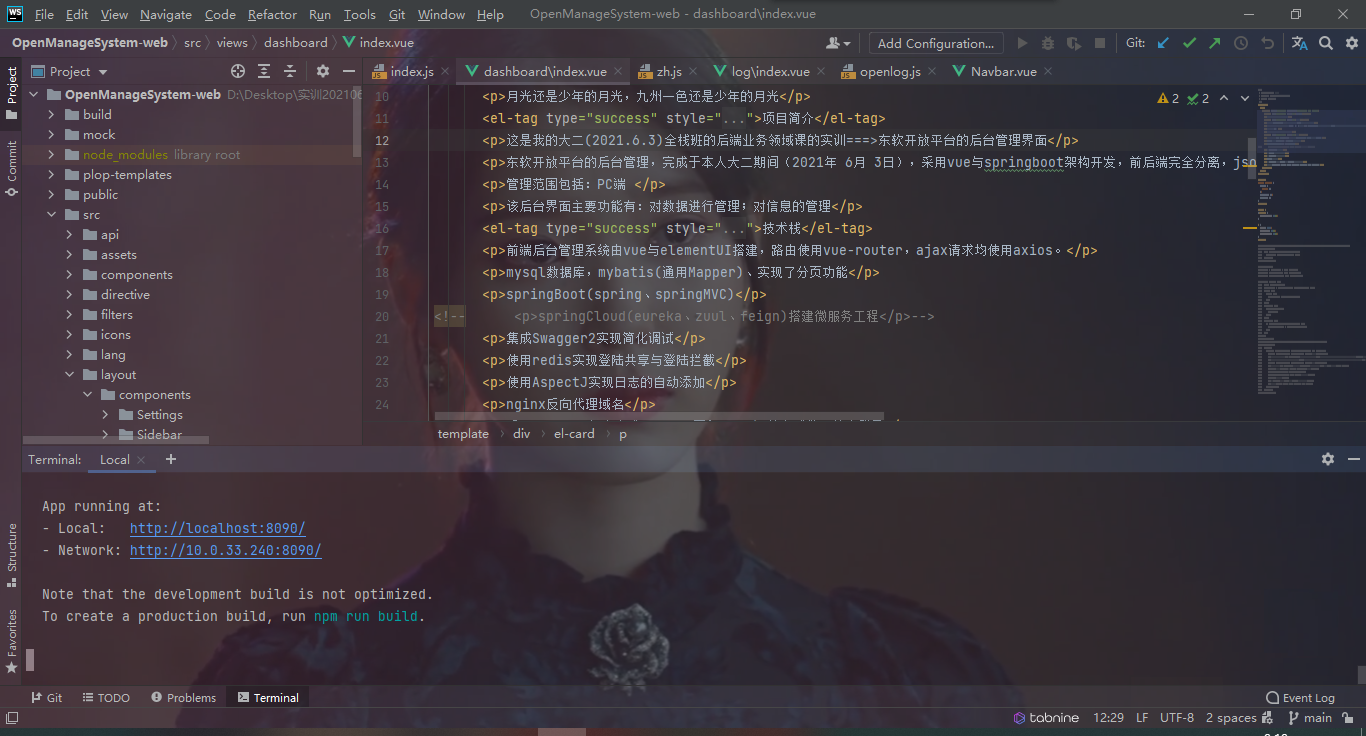 WS File Edit View Navigate Code Refactor Run Tools Git Window Help OpenManageSystem-web - dashboard\index.vue
OpenManageSystem-web src views dashboard index.vue Add Configuration... Git:
Project index.js dashboard\index.vue zh.js log\index.vue openlog.js Navbar.vue
Project
Commit
Structure
Favorites
OpenManageSystem-web D:\Desktop\实训202106
build
mock
node_modules library root
plop-templates
public
src
api
assets
components
directive
filters
icons
lang
layout
components
Settings
Sidebar
2 2
10 <p>月光还是少年的月光，九州一色还是少年的月光</p>
11 <el-tag type="success" style="...">项目简介</el-tag>
12 <p>这是我的大二(2021.6.3)全栈班的后端业务领域课的实训===>东软开放平台的后台管理界面</p>
13 <p>东软开放平台的后台管理，完成于本人大二期间（2021年 6月 3日），采用vue与springboot架构开发，前后端完全分离，jso
14 <p>管理范围包括：PC端 </p>
15 <p>该后台界面主要功能有：对数据进行管理；对信息的管理</p>
16 <el-tag type="success" style="...">技术栈</el-tag>
17 <p>前端后台管理系统由vue与elementUI搭建，路由使用vue-router，ajax请求均使用axios。</p>
18 <p>mysql数据库，mybatis(通用Mapper)、实现了分页功能</p>
19 <p>springBoot(spring、springMVC)</p>
20 <!-- <p>springCloud(eureka、zuul、feign)搭建微服务工程</p>-->
21 <p>集成Swagger2实现简化调试</p>
22 <p>使用redis实现登陆共享与登陆拦截</p>
23 <p>使用AspectJ实现日志的自动添加</p>
24 <p>nginx反向代理域名</p>
template div el-card p
Terminal: Local
App running at:
- Local: http://localhost:8090/
- Network: http://10.0.33.240:8090/
Note that the development build is not optimized.
To create a production build, run npm run build.
Git TODO Problems Terminal Event Log
tabnine 12:29 LF UTF-8 2 spaces main